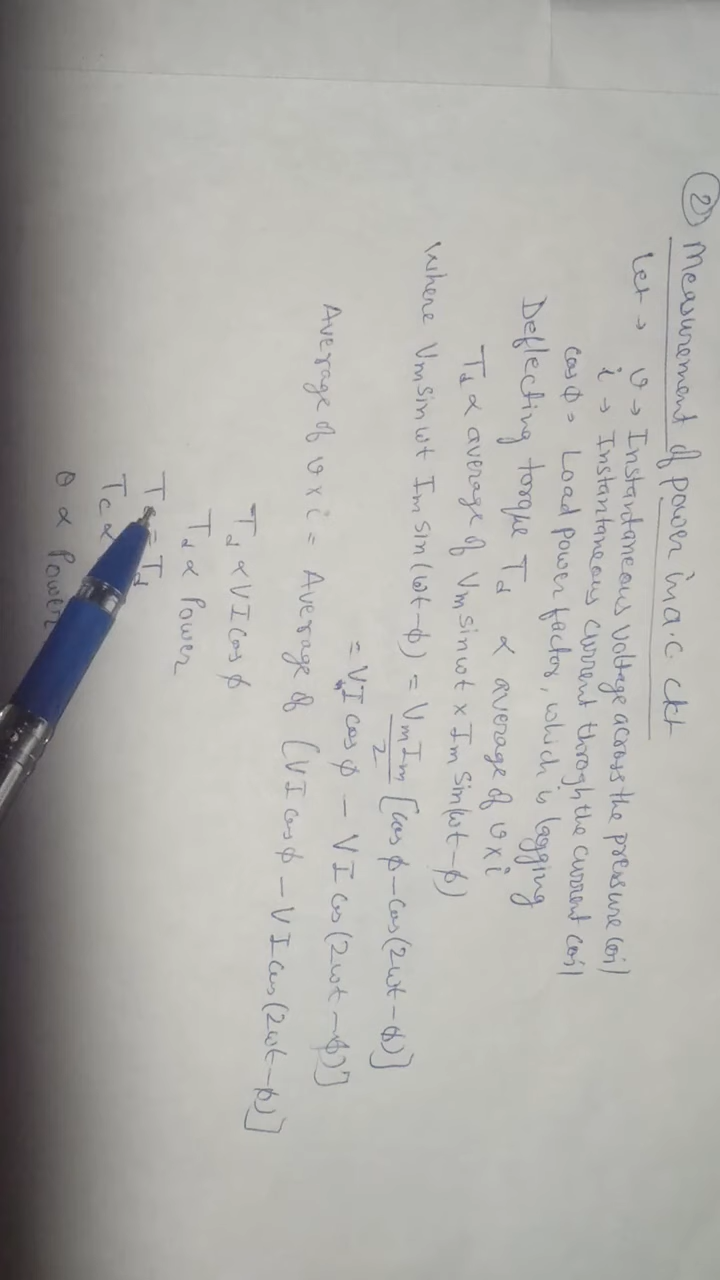 ② Measurement of power in a.c. ckt
Let → v → Instantaneous voltage across the pressure coil
i → Instantaneous current throgh the current coil
cos φ = Load power factor, which is lagging
Deflecting torque Td ∝ average of v × i
Td ∝ average of Vm sin ωt × Im Sin (ωt - φ)
Where Vm sin ωt Im sin (ωt - φ) = VmIm/2 [cos φ - cos (2ωt - φ)]
= VI cos φ - VI cos (2ωt - φ)]
Average of v × i = Average of [VI cos φ - VI cos (2ωt - φ)]
Td ∝ VI cos φ
Td ∝ Power
T = Td
Tc ∝
θ ∝ Power